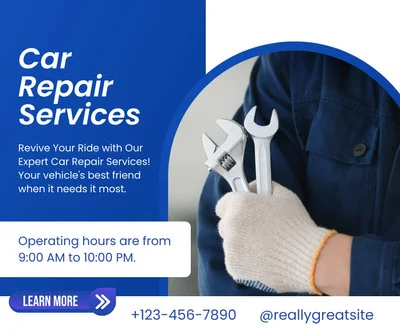 Car
Repair
Services
Revive Your Ride with Our
Expert Car Repair Services!
Your vehicle's best friend
when it needs it most.
Operating hours are from
9:00 AM to 10:00 PM.
LEARN MORE
+123-456-7890
@reallygreatsite